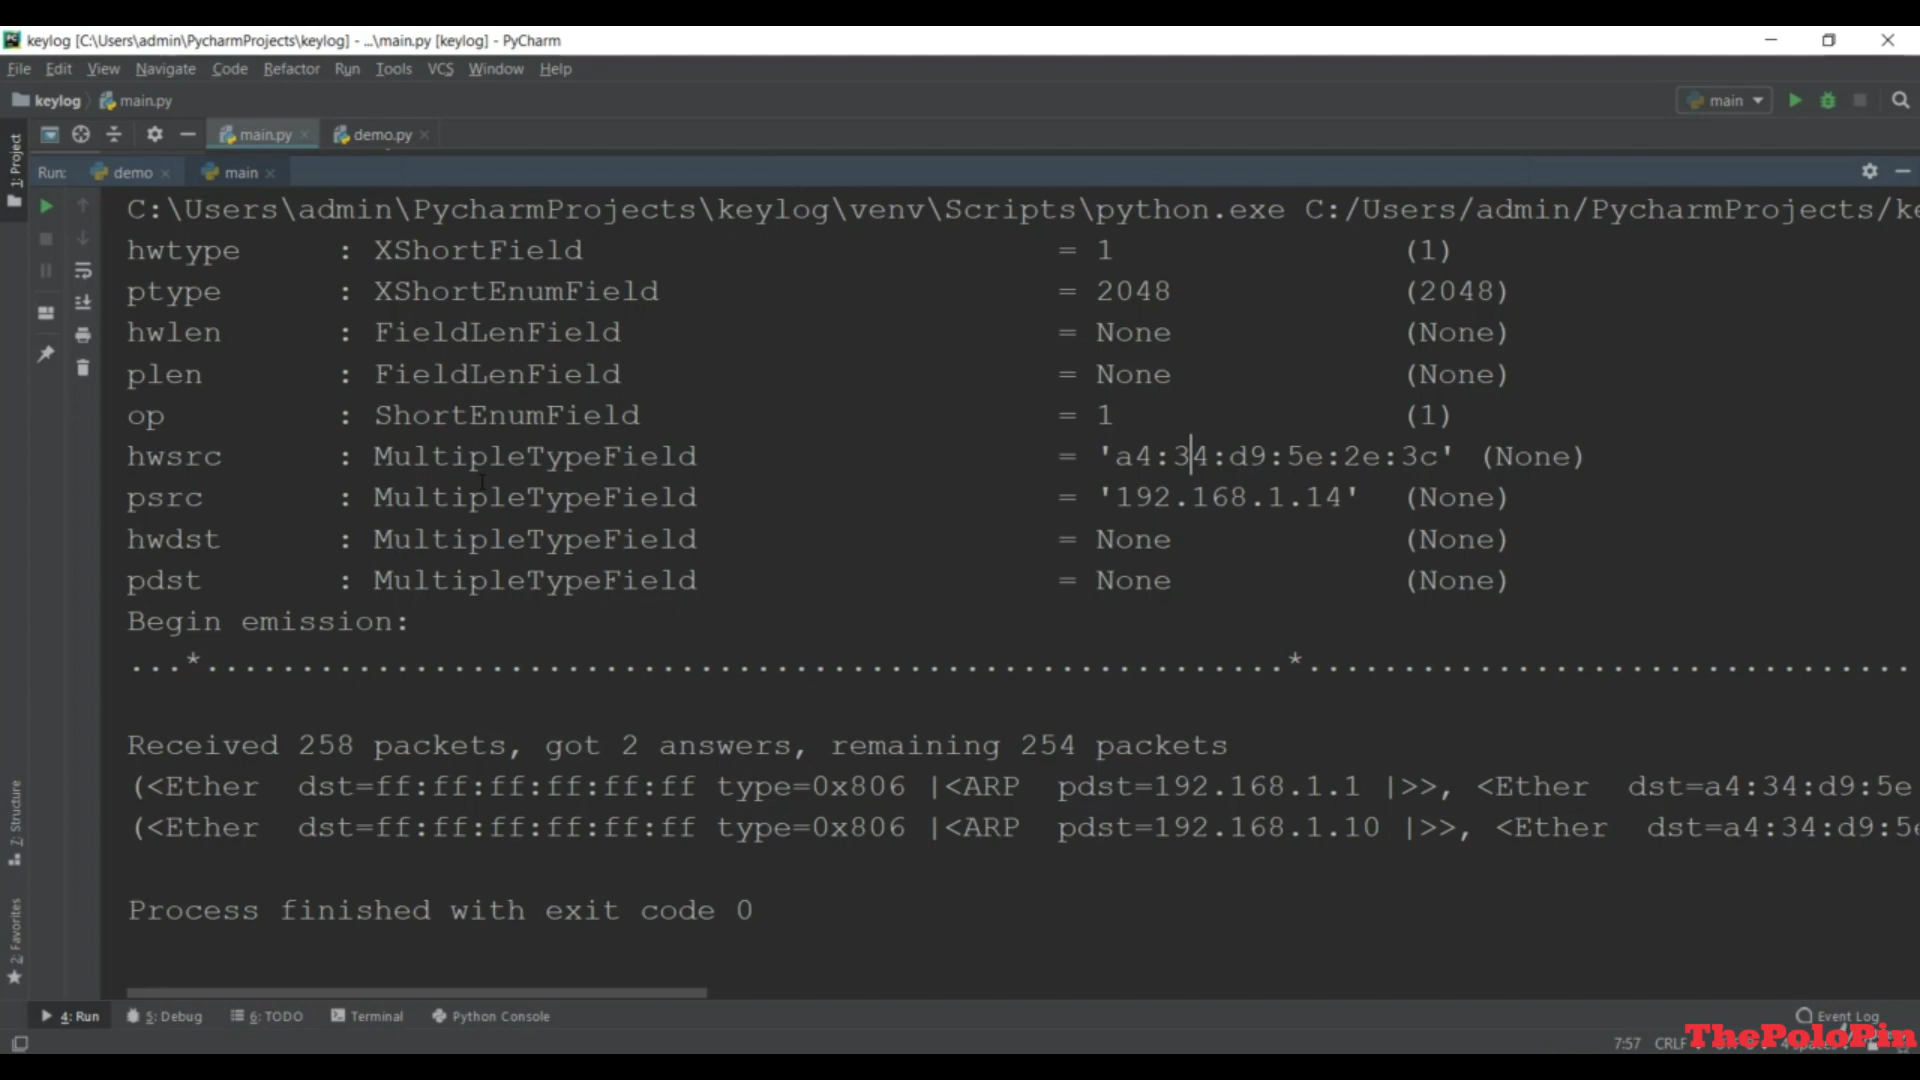 keylog [C:\Users\admin\PycharmProjects\keylog] - ...\main.py [keylog] - PyCharm
File Edit View Navigate Code Refactor Run Tools VCS Window Help
keylog main.py main
main.py demo.py
1: Project
Run: demo main
C:\Users\admin\PycharmProjects\keylog\venv\Scripts\python.exe C:/Users/admin/PycharmProjects/ke
hwtype : XShortField = 1 (1)
ptype : XShortEnumField = 2048 (2048)
hwlen : FieldLenField = None (None)
plen : FieldLenField = None (None)
op : ShortEnumField = 1 (1)
hwsrc : MultipleTypeField = 'a4:34:d9:5e:2e:3c' (None)
psrc : MultipleTypeField = '192.168.1.14' (None)
hwdst : MultipleTypeField = None (None)
pdst : MultipleTypeField = None (None)
Begin emission:
...*..........................................................*................................
Received 258 packets, got 2 answers, remaining 254 packets
(<Ether dst=ff:ff:ff:ff:ff:ff type=0x806 |<ARP pdst=192.168.1.1 |>>, <Ether dst=a4:34:d9:5e
(<Ether dst=ff:ff:ff:ff:ff:ff type=0x806 |<ARP pdst=192.168.1.10 |>>, <Ether dst=a4:34:d9:5e
Process finished with exit code 0
7: Structure
2: Favorites
4: Run 5: Debug 6: TODO Terminal Python Console Event Log
7:57 CRLF
ThePoloPin